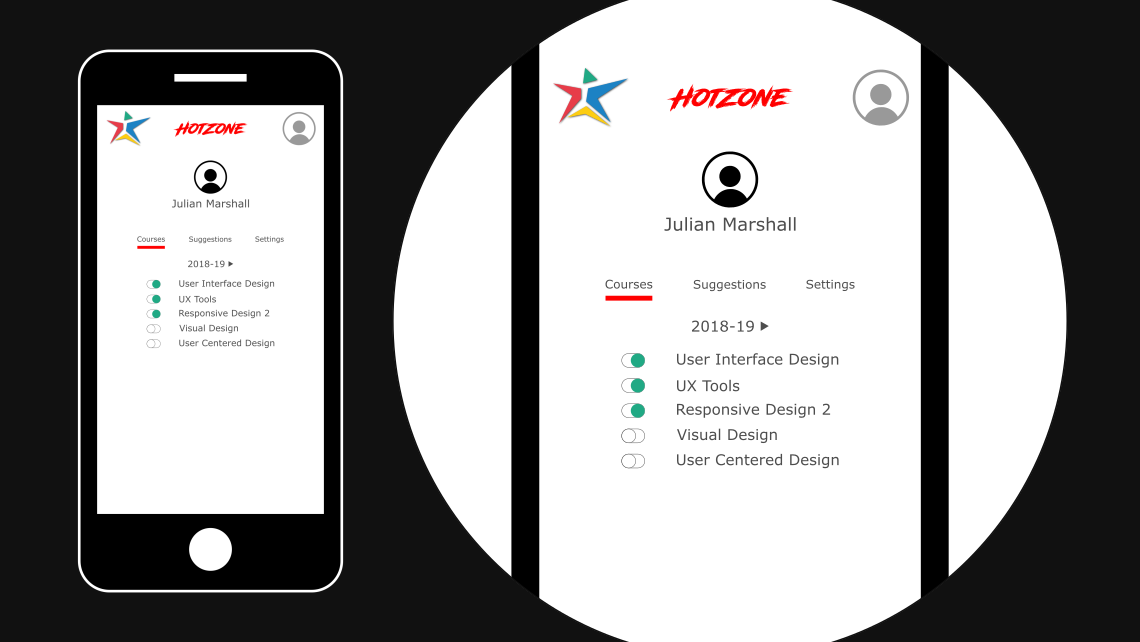 HOTZONE
Julian Marshall
Courses Suggestions Settings
2018-19
User Interface Design
UX Tools
Responsive Design 2
Visual Design
User Centered Design
HOTZONE
Julian Marshall
Courses Suggestions Settings
2018-19
User Interface Design
UX Tools
Responsive Design 2
Visual Design
User Centered Design